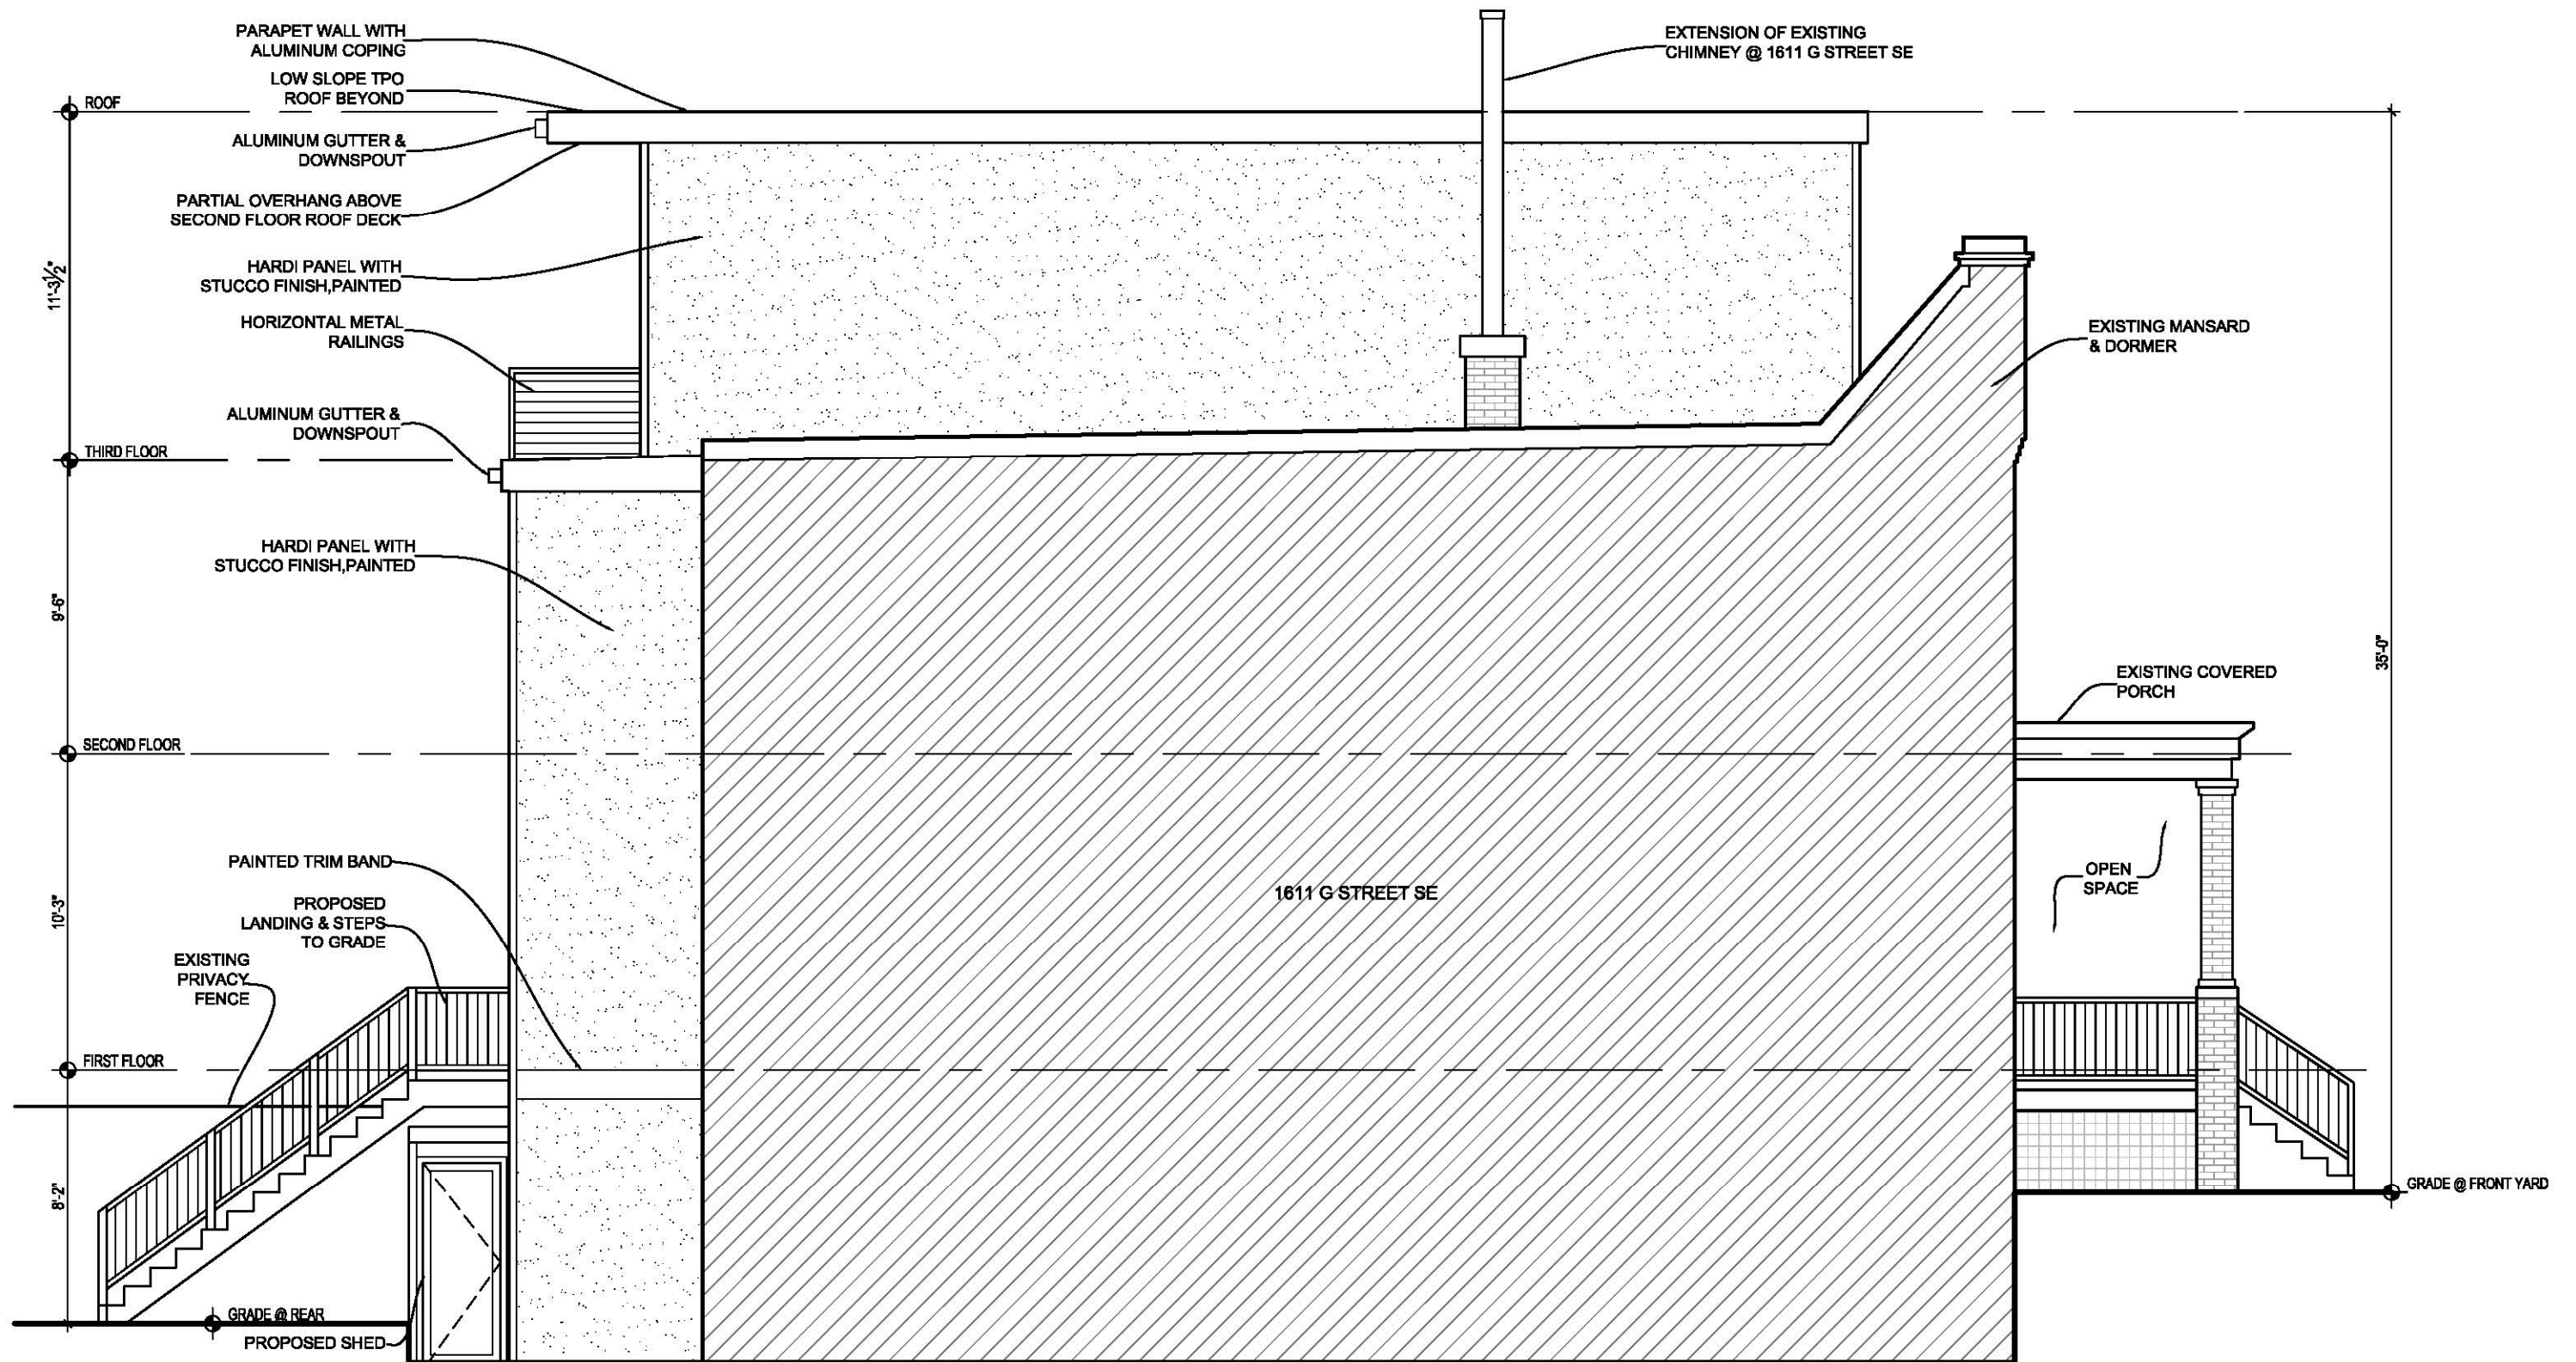 PARAPET WALL WITH
ALUMINUM COPING
LOW SLOPE TPO
ROOF BEYOND
ROOF
ALUMINUM GUTTER &
DOWNSPOUT
PARTIAL OVERHANG ABOVE
SECOND FLOOR ROOF DECK
HARDI PANEL WITH
STUCCO FINISH,PAINTED
11'-3½"
HORIZONTAL METAL
RAILINGS
ALUMINUM GUTTER &
DOWNSPOUT
THIRD FLOOR
HARDI PANEL WITH
STUCCO FINISH,PAINTED
9'-6"
SECOND FLOOR
PAINTED TRIM BAND
PROPOSED
LANDING & STEPS
TO GRADE
10'-3"
EXISTING
PRIVACY
FENCE
FIRST FLOOR
8'-2"
GRADE @ REAR
PROPOSED SHED
1611 G STREET SE
EXTENSION OF EXISTING
CHIMNEY @ 1611 G STREET SE
EXISTING MANSARD
& DORMER
35'-0"
EXISTING COVERED
PORCH
OPEN
SPACE
GRADE @ FRONT YARD